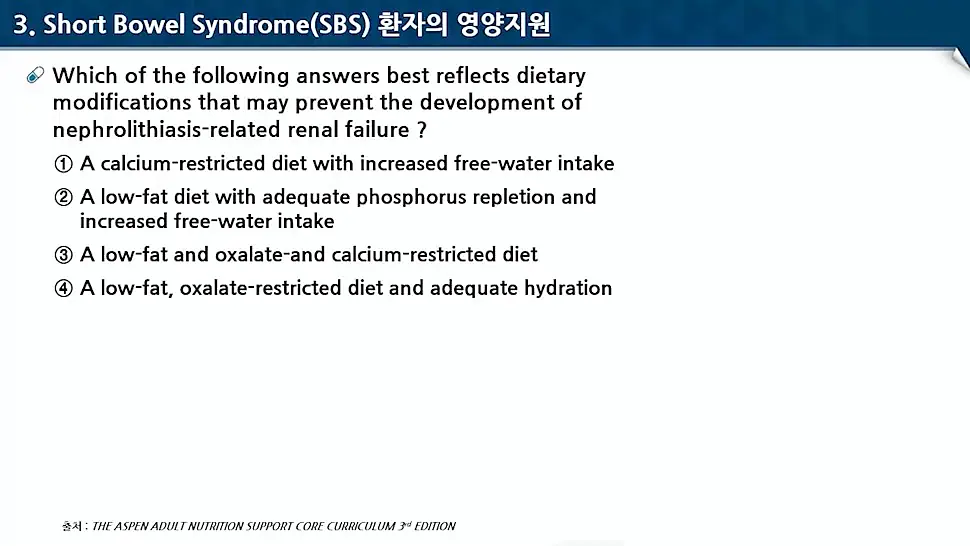 3. Short Bowel Syndrome(SBS) 환자의 영양지원
Which of the following answers best reflects dietary
modifications that may prevent the development of
nephrolithiasis-related renal failure ?
① A calcium-restricted diet with increased free-water intake
② A low-fat diet with adequate phosphorus repletion and
increased free-water intake
③ A low-fat and oxalate-and calcium-restricted diet
④ A low-fat, oxalate-restricted diet and adequate hydration
출처 : THE ASPEN ADULT NUTRITION SUPPORT CORE CURRICULUM 3rd EDITION